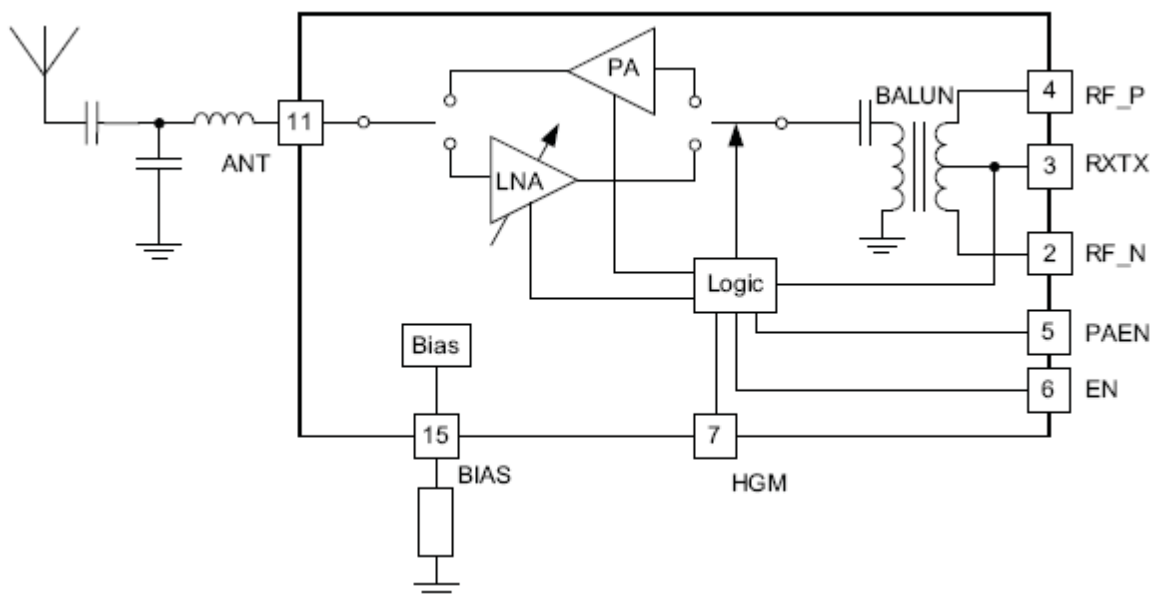 PA
BALUN
4
RF_P
11
ANT
LNA
3
RXTX
2
RF_N
Logic
Bias
5
PAEN
6
EN
15
BIAS
7
HGM